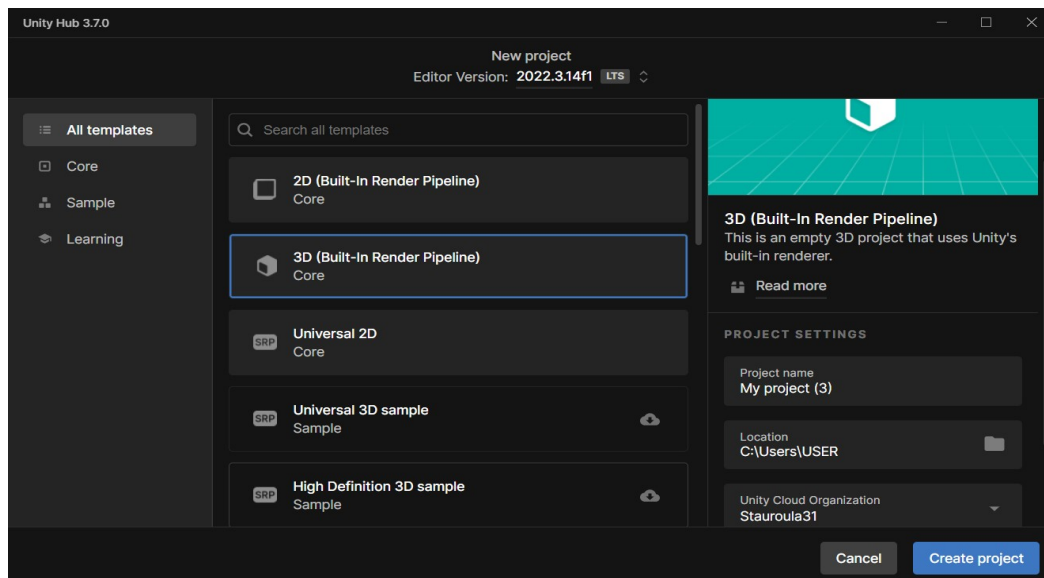 Unity Hub 3.7.0
New project
Editor Version: 2022.3.14f1 LTS
All templates
Core
Sample
Learning
Search all templates
2D (Built-In Render Pipeline)
Core
3D (Built-In Render Pipeline)
Core
SRP
Universal 2D
Core
SRP
Universal 3D sample
Sample
SRP
High Definition 3D sample
Sample
3D (Built-In Render Pipeline)
This is an empty 3D project that uses Unity's
built-in renderer.
Read more
PROJECT SETTINGS
Project name
My project (3)
Location
C:\Users\USER
Unity Cloud Organization
Stauroula31
Cancel
Create project